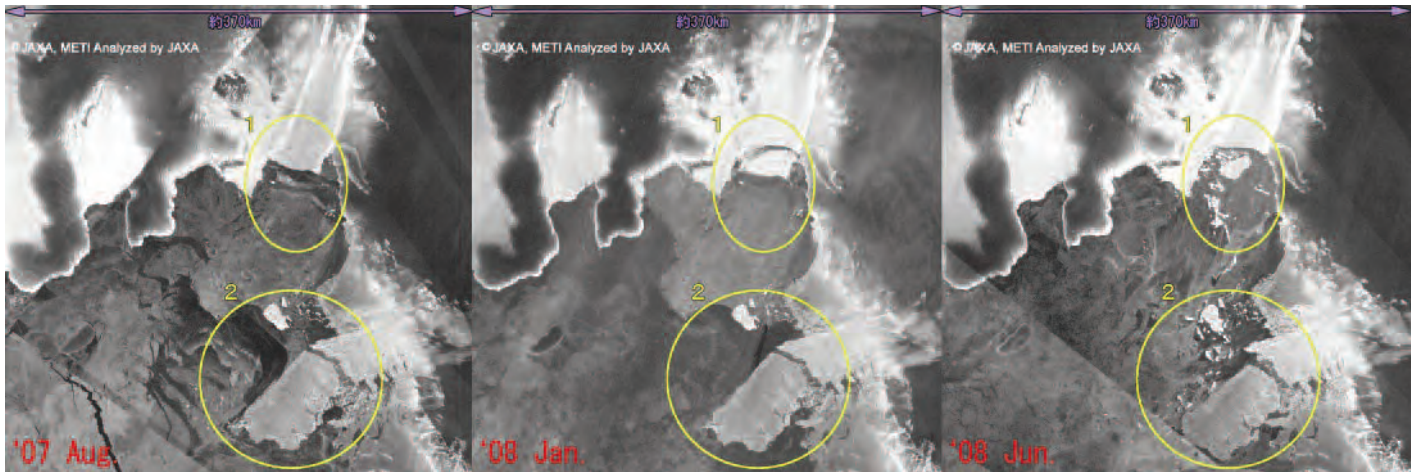 約370km
©JAXA, METI Analyzed by JAXA
1
2
'07 Aug.
約370km
©JAXA, METI Analyzed by JAXA
1
2
'08 Jan.
約370km
©JAXA, METI Analyzed by JAXA
1
2
'08 Jun.